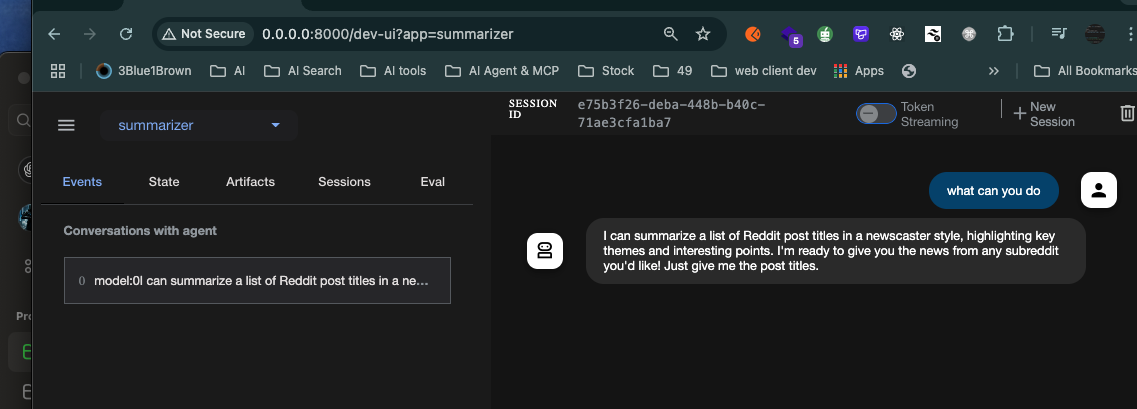 Not Secure 0.0.0.0:8000/dev-ui?app=summarizer
5
3Blue1Brown AI AI Search AI tools AI Agent & MCP Stock 49 web client dev Apps » All Bookmarks
summarizer
SESSION ID
e75b3f26-deba-448b-b40c-
71ae3cfa1ba7
Token
Streaming
New
Session
Events State Artifacts Sessions Eval
what can you do
Conversations with agent
0 model:0I can summarize a list of Reddit post titles in a ne...
I can summarize a list of Reddit post titles in a newscaster style, highlighting key
themes and interesting points. I'm ready to give you the news from any subreddit
you'd like! Just give me the post titles.